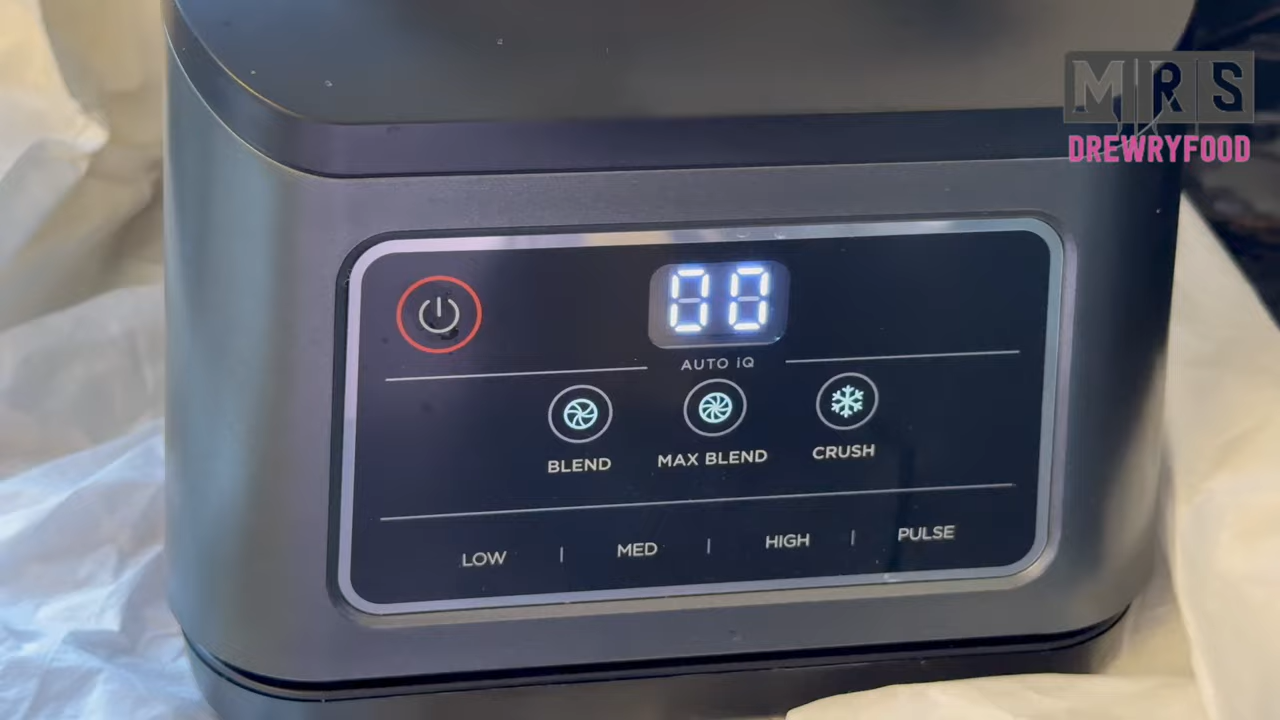 MRS
DREWRYFOOD
00
AUTO iQ
BLEND
MAX BLEND
CRUSH
LOW | MED | HIGH | PULSE